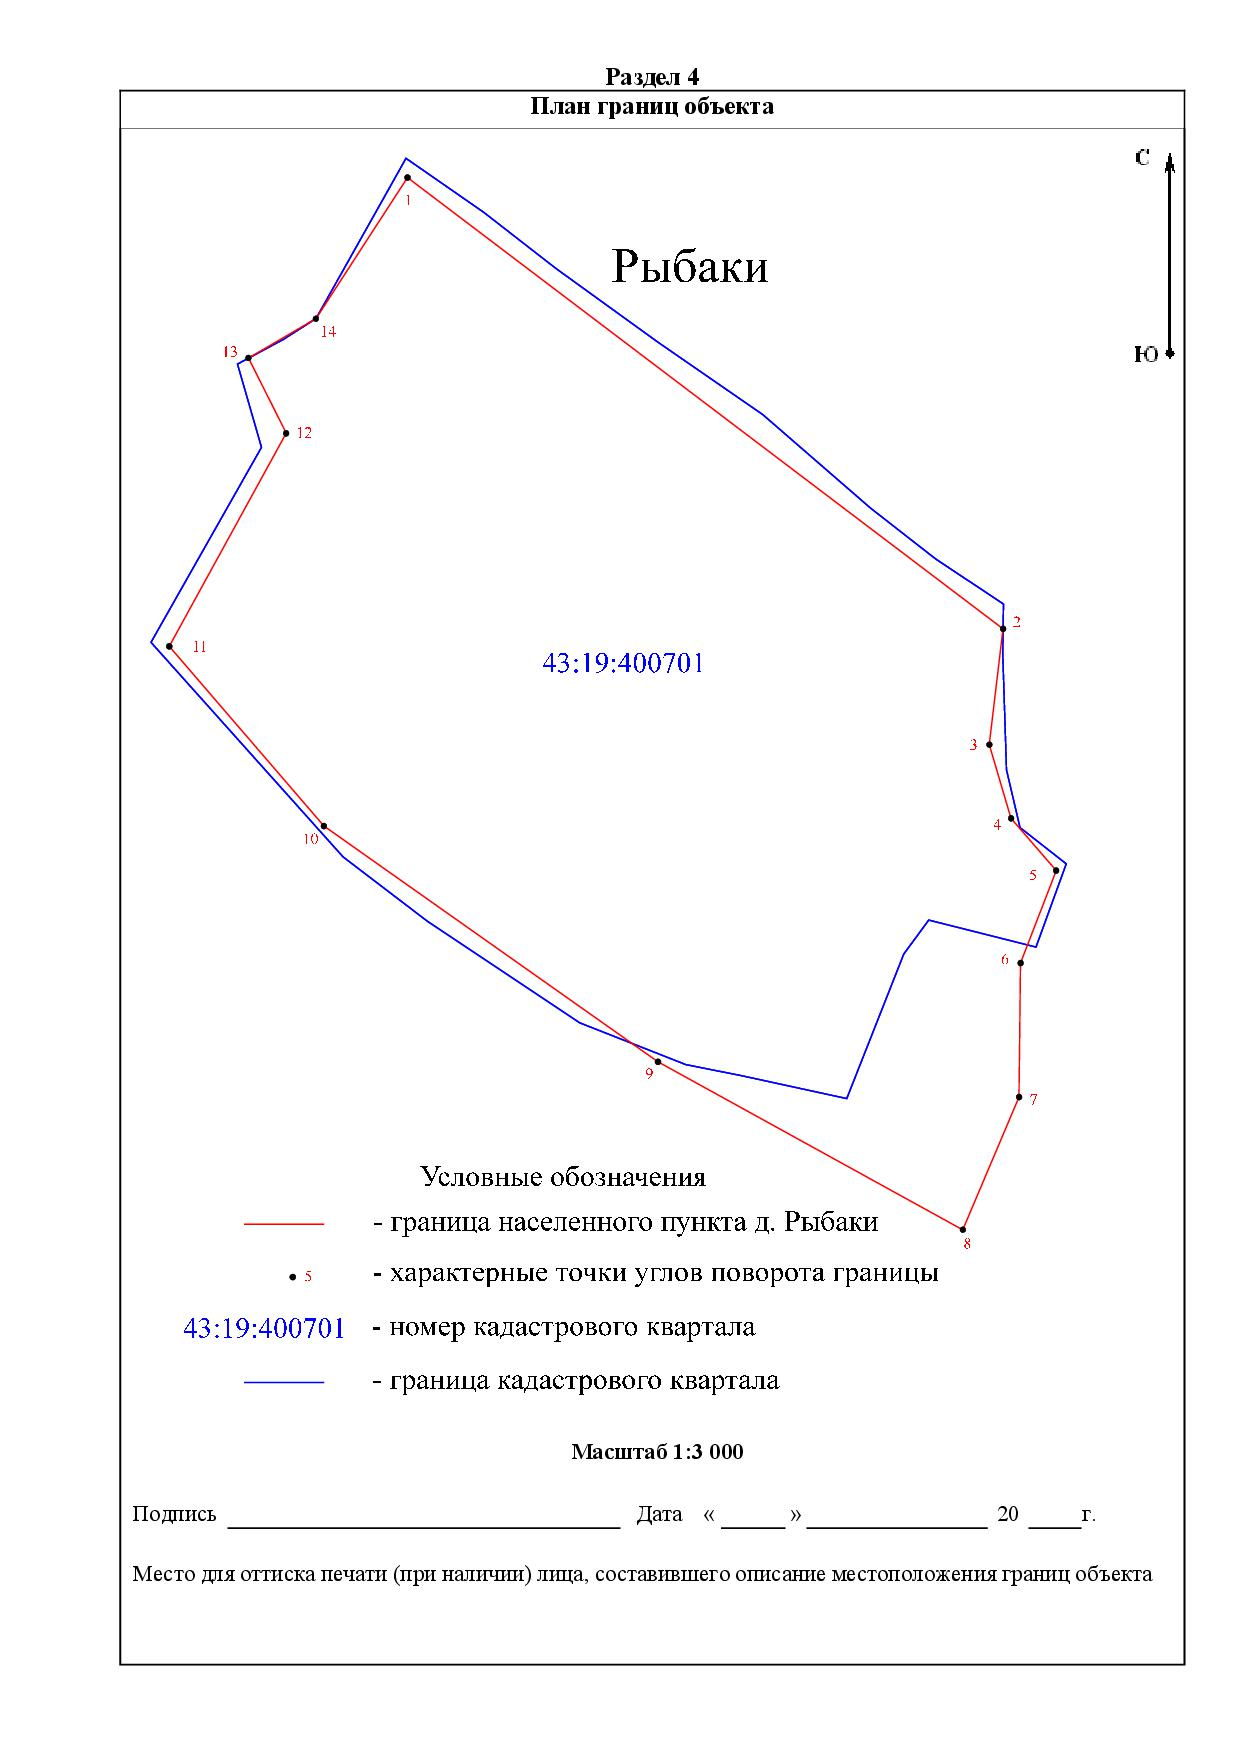 Раздел 4
План границ объекта
С
1
Рыбаки
14
13
Ю
12
2
11
43:19:400701
3
4
10
5
6
9
7
Условные обозначения
- граница населенного пункта д. Рыбаки
8
5 - характерные точки углов поворота границы
43:19:400701 - номер кадастрового квартала
- граница кадастрового квартала
Масштаб 1:3 000
Подпись Дата « » 20 г.
Место для оттиска печати (при наличии) лица, составившего описание местоположения границ объекта